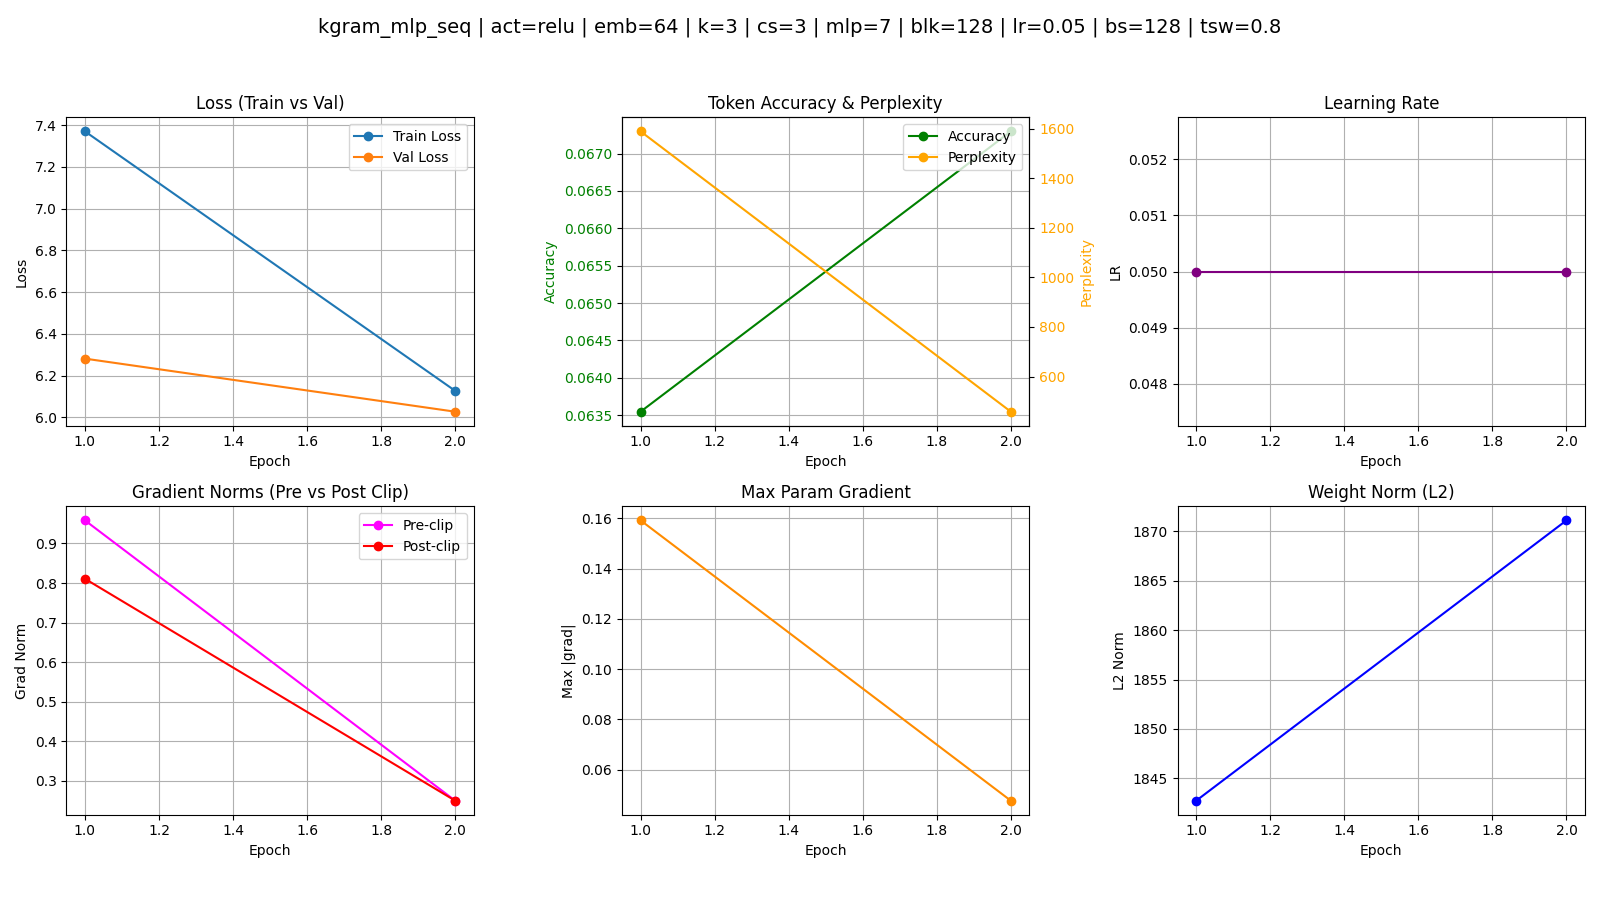 kgram_mlp_seq | act=relu | emb=64 | k=3 | cs=3 | mlp=7 | blk=128 | lr=0.05 | bs=128 | tsw=0.8
Loss (Train vs Val)
7.4
7.2
7.0
6.8
6.6
6.4
6.2
6.0
Loss
Train Loss
Val Loss
1.0 1.2 1.4 1.6 1.8 2.0
Epoch
Token Accuracy & Perplexity
0.0670
0.0665
0.0660
0.0655
0.0650
0.0645
0.0640
0.0635
Accuracy
Accuracy
Perplexity
1600
1400
1200
1000
800
600
Perplexity
1.0 1.2 1.4 1.6 1.8 2.0
Epoch
Learning Rate
0.052
0.051
0.050
0.049
0.048
LR
1.0 1.2 1.4 1.6 1.8 2.0
Epoch
Gradient Norms (Pre vs Post Clip)
0.9
0.8
0.7
0.6
0.5
0.4
0.3
Grad Norm
Pre-clip
Post-clip
1.0 1.2 1.4 1.6 1.8 2.0
Epoch
Max Param Gradient
0.16
0.14
0.12
0.10
0.08
0.06
Max |grad|
1.0 1.2 1.4 1.6 1.8 2.0
Epoch
Weight Norm (L2)
1870
1865
1860
1855
1850
1845
L2 Norm
1.0 1.2 1.4 1.6 1.8 2.0
Epoch